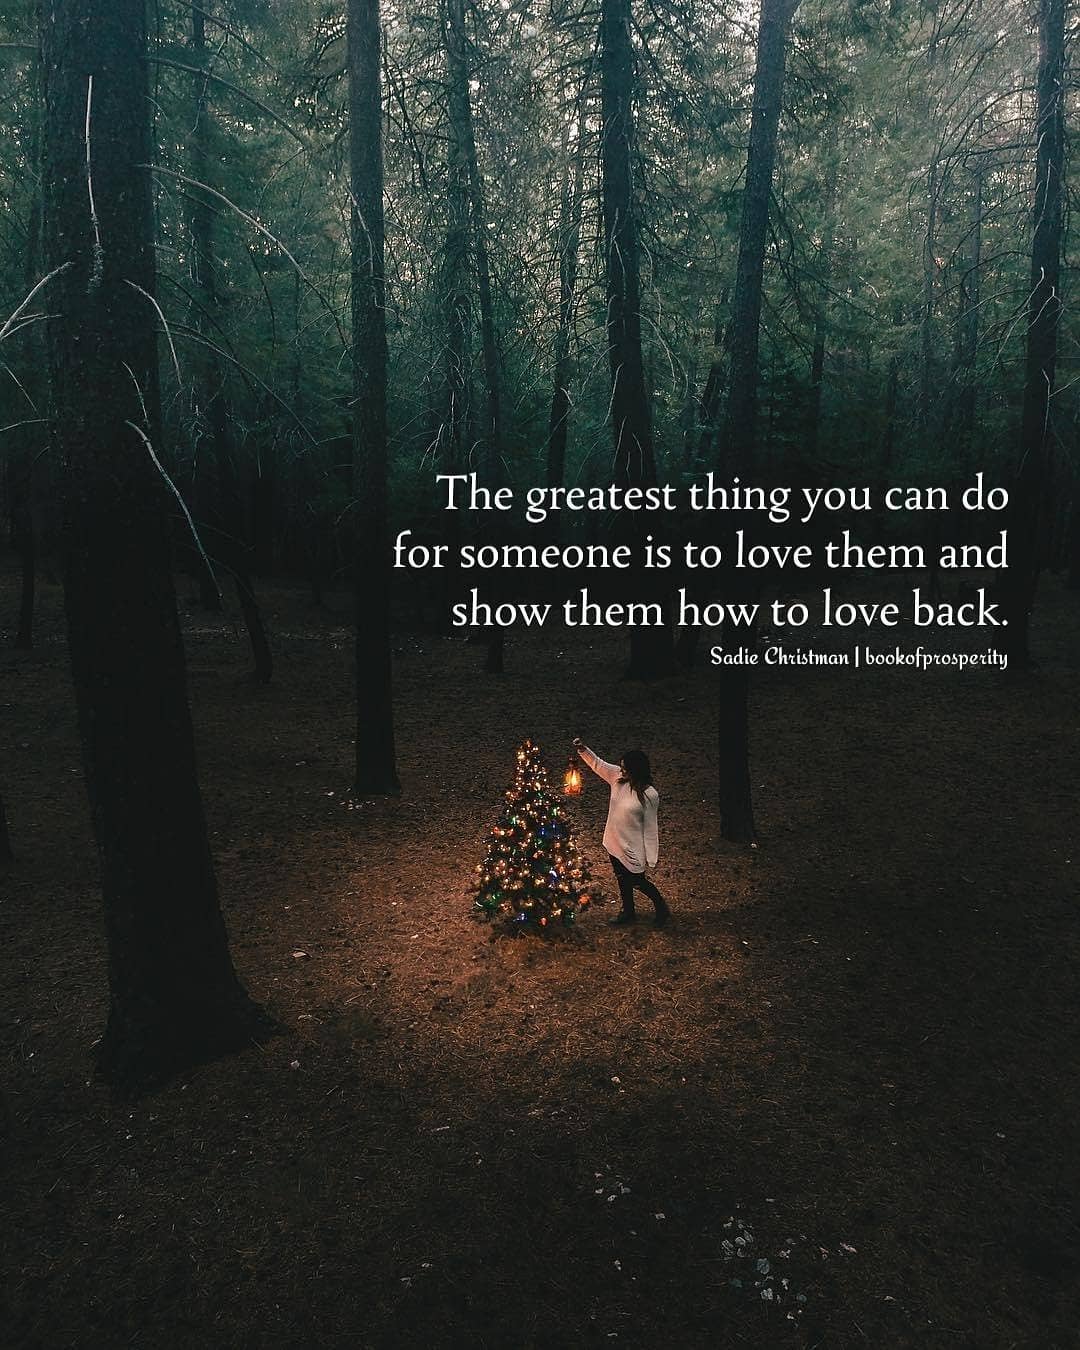 The greatest thing you can do
for someone is to love them and
show them how to love back.
Sadie Christman | bookofprosperity